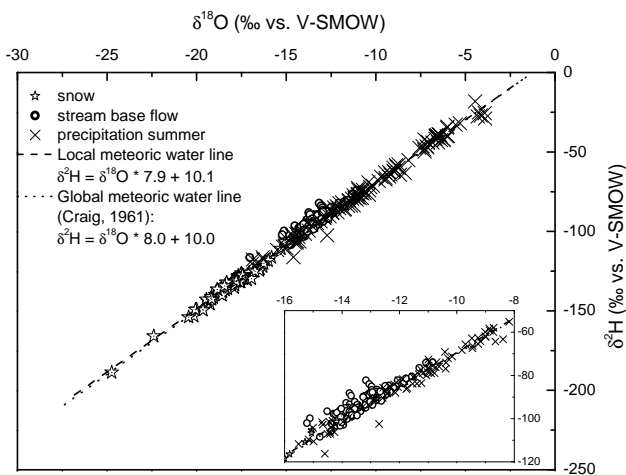 δ¹⁸O (‰ vs. V-SMOW)
-30 -25 -20 -15 -10 -5 0
snow
stream base flow
precipitation summer
Local meteoric water line
δ²H = δ¹⁸O * 7.9 + 10.1
Global meteoric water line
(Craig, 1961):
δ²H = δ¹⁸O * 8.0 + 10.0
0
-50
-100
-150
-200
-250
δ²H (‰ vs. V-SMOW)
-16 -14 -12 -10 -8
-60
-80
-100
-120